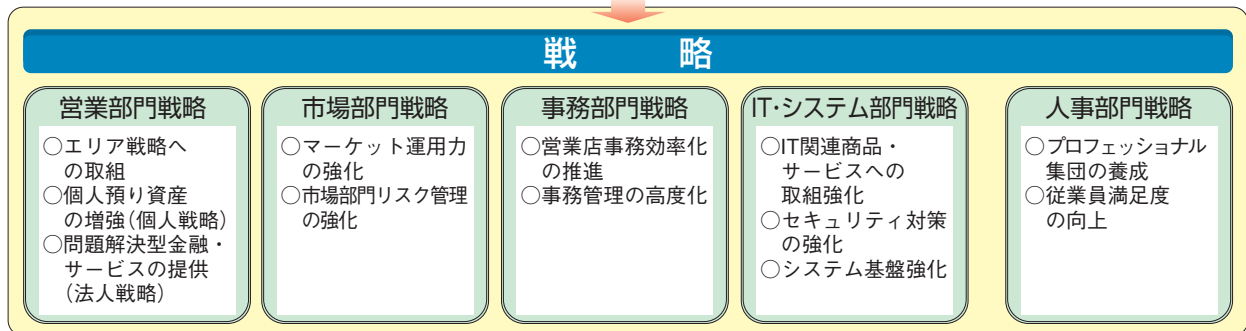 戦　略
営業部門戦略
○エリア戦略へ
の取組
○個人預り資産
の増強(個人戦略)
○問題解決型金融・
サービスの提供
(法人戦略)
市場部門戦略
○マーケット運用力
の強化
○市場部門リスク管理
の強化
事務部門戦略
○営業店事務効率化
の推進
○事務管理の高度化
IT・システム部門戦略
○IT関連商品・
サービスへの
取組強化
○セキュリティ対策
の強化
○システム基盤強化
人事部門戦略
○プロフェッショナル
集団の養成
○従業員満足度
の向上